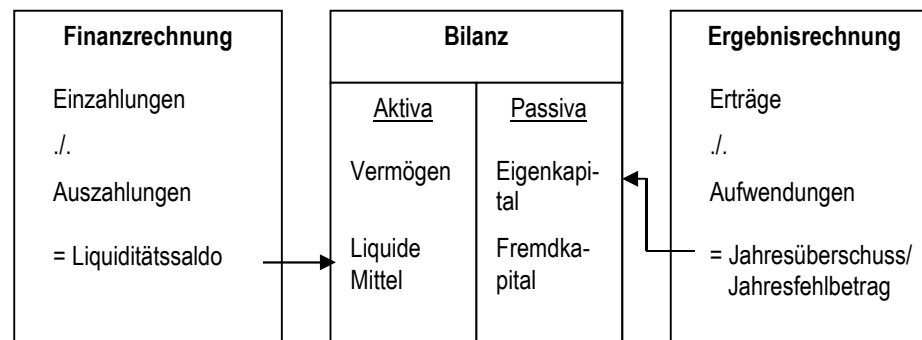 Finanzrechnung
Einzahlungen
./.
Auszahlungen
= Liquiditätssaldo
Bilanz
Aktiva
Vermögen
Liquide
Mittel
Passiva
Eigenkapi-
tal
Fremdka-
pital
Ergebnisrechnung
Erträge
./.
Aufwendungen
= Jahresüberschuss/
Jahresfehlbetrag